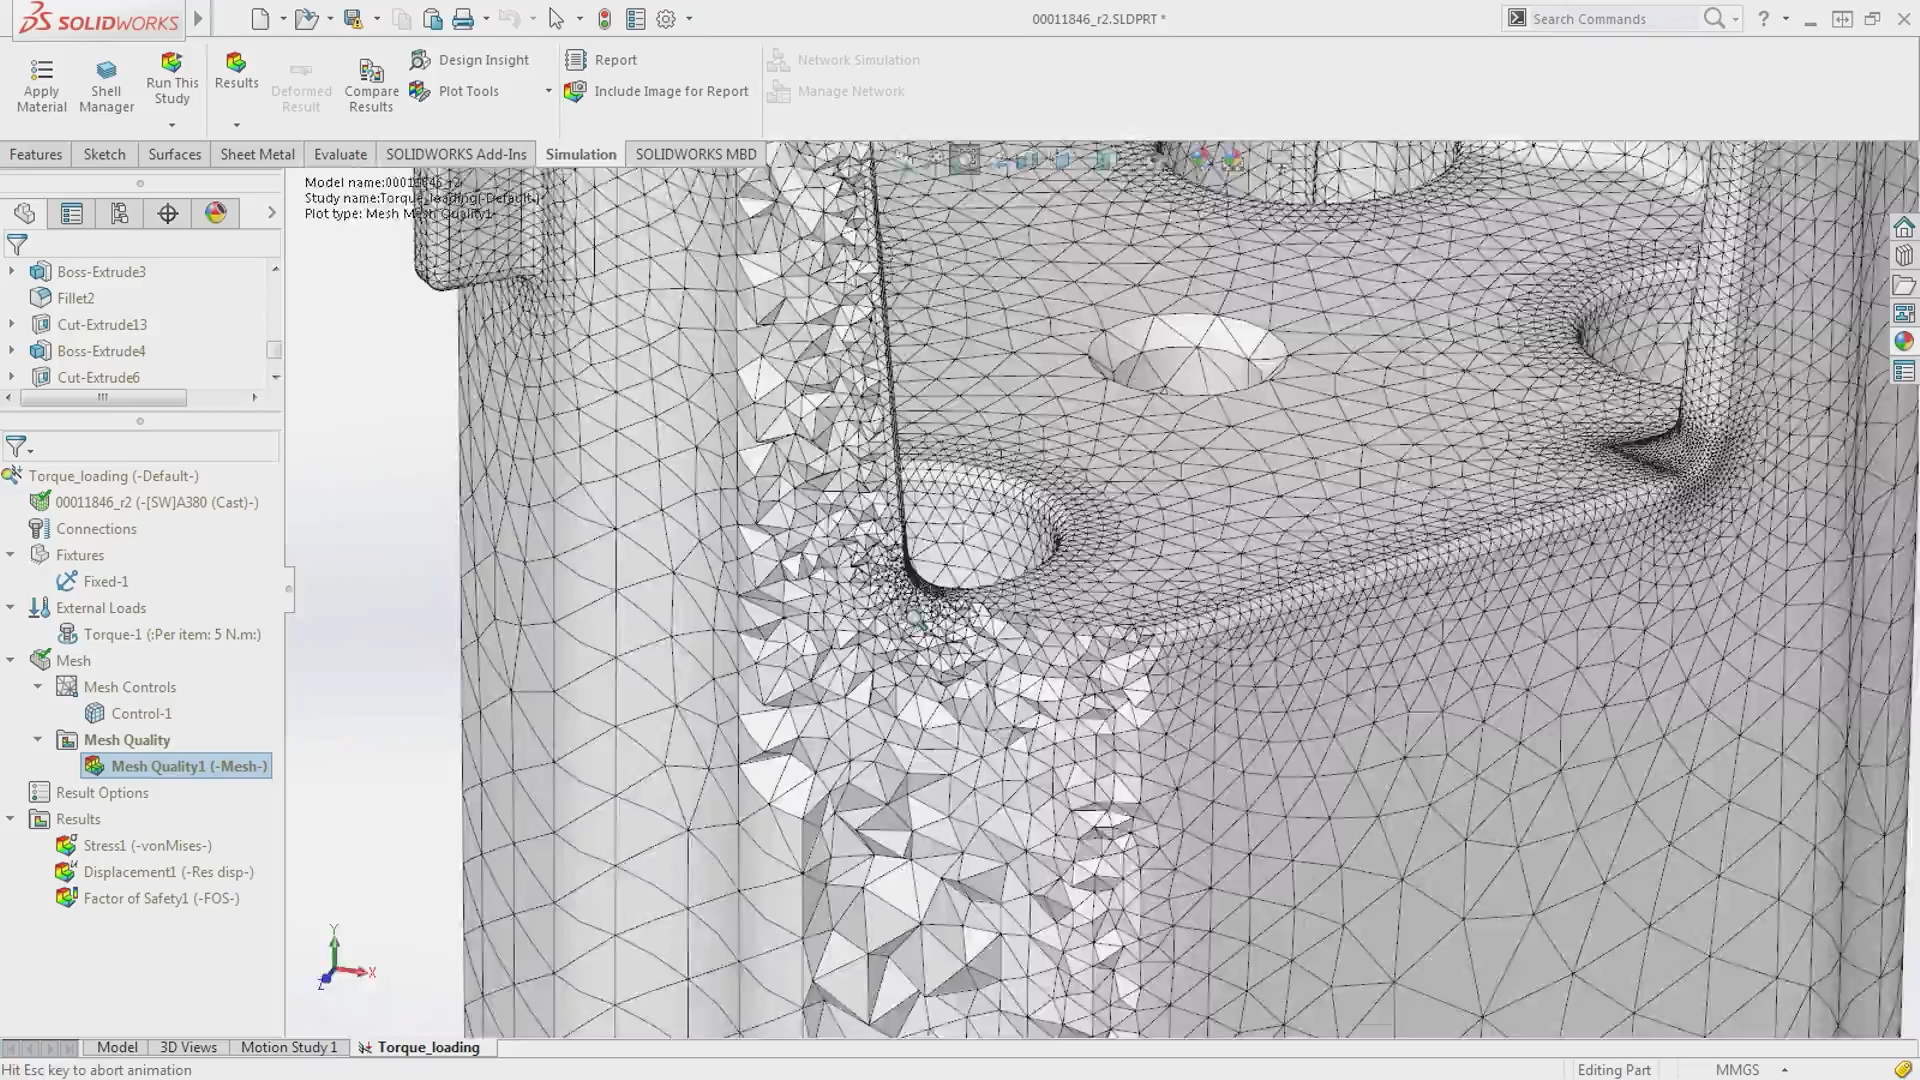 SOLIDWORKS
00011846_r2.SLDPRT *
Search Commands
Apply Material
Shell Manager
Run This Study
Results
Deformed Result
Compare Results
Design Insight
Plot Tools
Report
Include Image for Report
Network Simulation
Manage Network
Features
Sketch
Surfaces
Sheet Metal
Evaluate
SOLIDWORKS Add-Ins
Simulation
SOLIDWORKS MBD
Model name:00011846_r2
Study name:Torque_loading(-Default-)
Plot type: Mesh Mesh Quality1
Boss-Extrude3
Fillet2
Cut-Extrude13
Boss-Extrude4
Cut-Extrude6
Torque_loading (-Default-)
00011846_r2 (-[SW]A380 (Cast)-)
Connections
Fixtures
Fixed-1
External Loads
Torque-1 (:Per item: 5 N.m:)
Mesh
Mesh Controls
Control-1
Mesh Quality
Mesh Quality1 (-Mesh-)
Result Options
Results
Stress1 (-vonMises-)
Displacement1 (-Res disp-)
Factor of Safety1 (-FOS-)
Y
X
Z
Model
3D Views
Motion Study 1
Torque_loading
Hit Esc key to abort animation
Editing Part
MMGS